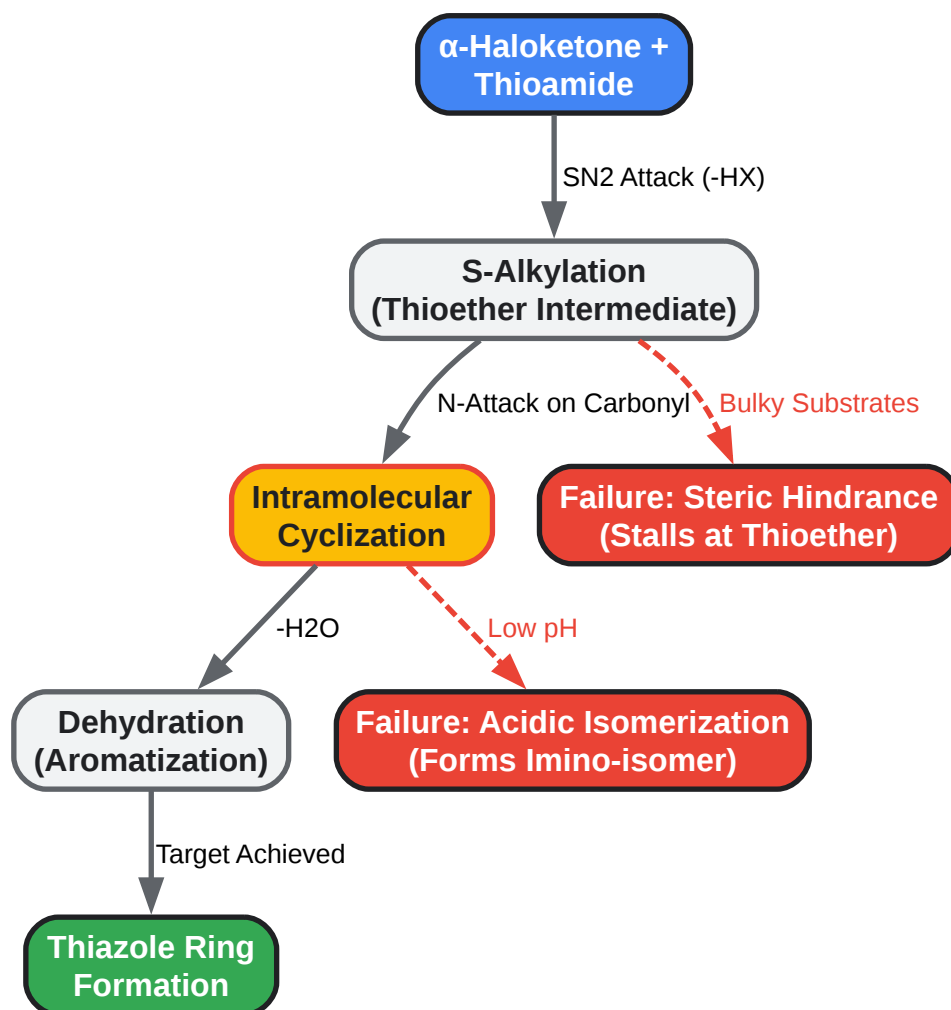 α-Haloketone +
Thioamide
SN2 Attack (-HX)
S-Alkylation
(Thioether Intermediate)
N-Attack on Carbonyl
Bulky Substrates
Intramolecular
Cyclization
Failure: Steric Hindrance
(Stalls at Thioether)
-H2O
Low pH
Dehydration
(Aromatization)
Failure: Acidic Isomerization
(Forms Imino-isomer)
Target Achieved
Thiazole Ring
Formation